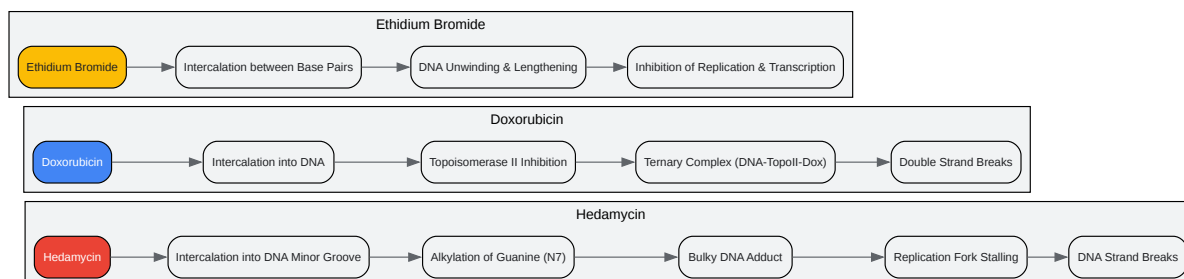 Ethidium Bromide
Ethidium Bromide
Intercalation between Base Pairs
DNA Unwinding & Lengthening
Inhibition of Replication & Transcription
Doxorubicin
Doxorubicin
Intercalation into DNA
Topoisomerase II Inhibition
Ternary Complex (DNA-TopoII-Dox)
Double Strand Breaks
Hedamycin
Hedamycin
Intercalation into DNA Minor Groove
Alkylation of Guanine (N7)
Bulky DNA Adduct
Replication Fork Stalling
DNA Strand Breaks